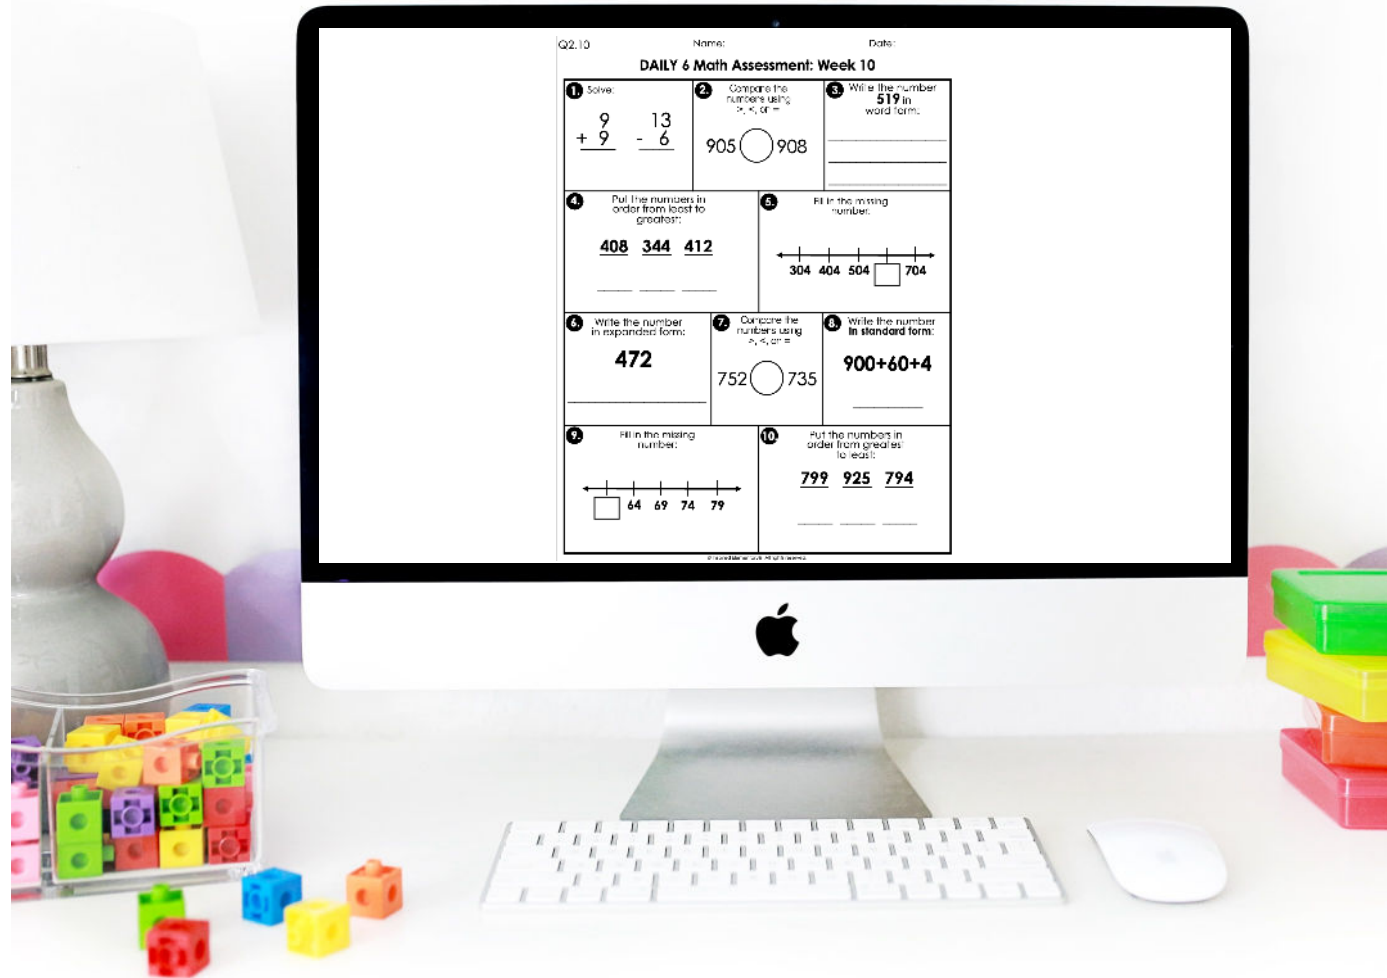 Q2.10 Name: Date:
DAILY 6 Math Assessment: Week 10
1. Solve:
9
+ 9
13
- 6
2. Compare the
numbers using
>, <, or =
905 908
3. Write the number
519 in
word form:
4. Put the numbers in
order from least to
greatest:
408 344 412
5. Fill in the missing
number:
304 404 504 704
6. Write the number
in expanded form:
472
7. Compare the
numbers using
>, <, or =
752 735
8. Write the number
in standard form:
900+60+4
9. Fill in the missing
number:
64 69 74 79
10. Put the numbers in
order from greatest
to least:
799 925 794
All rights reserved.